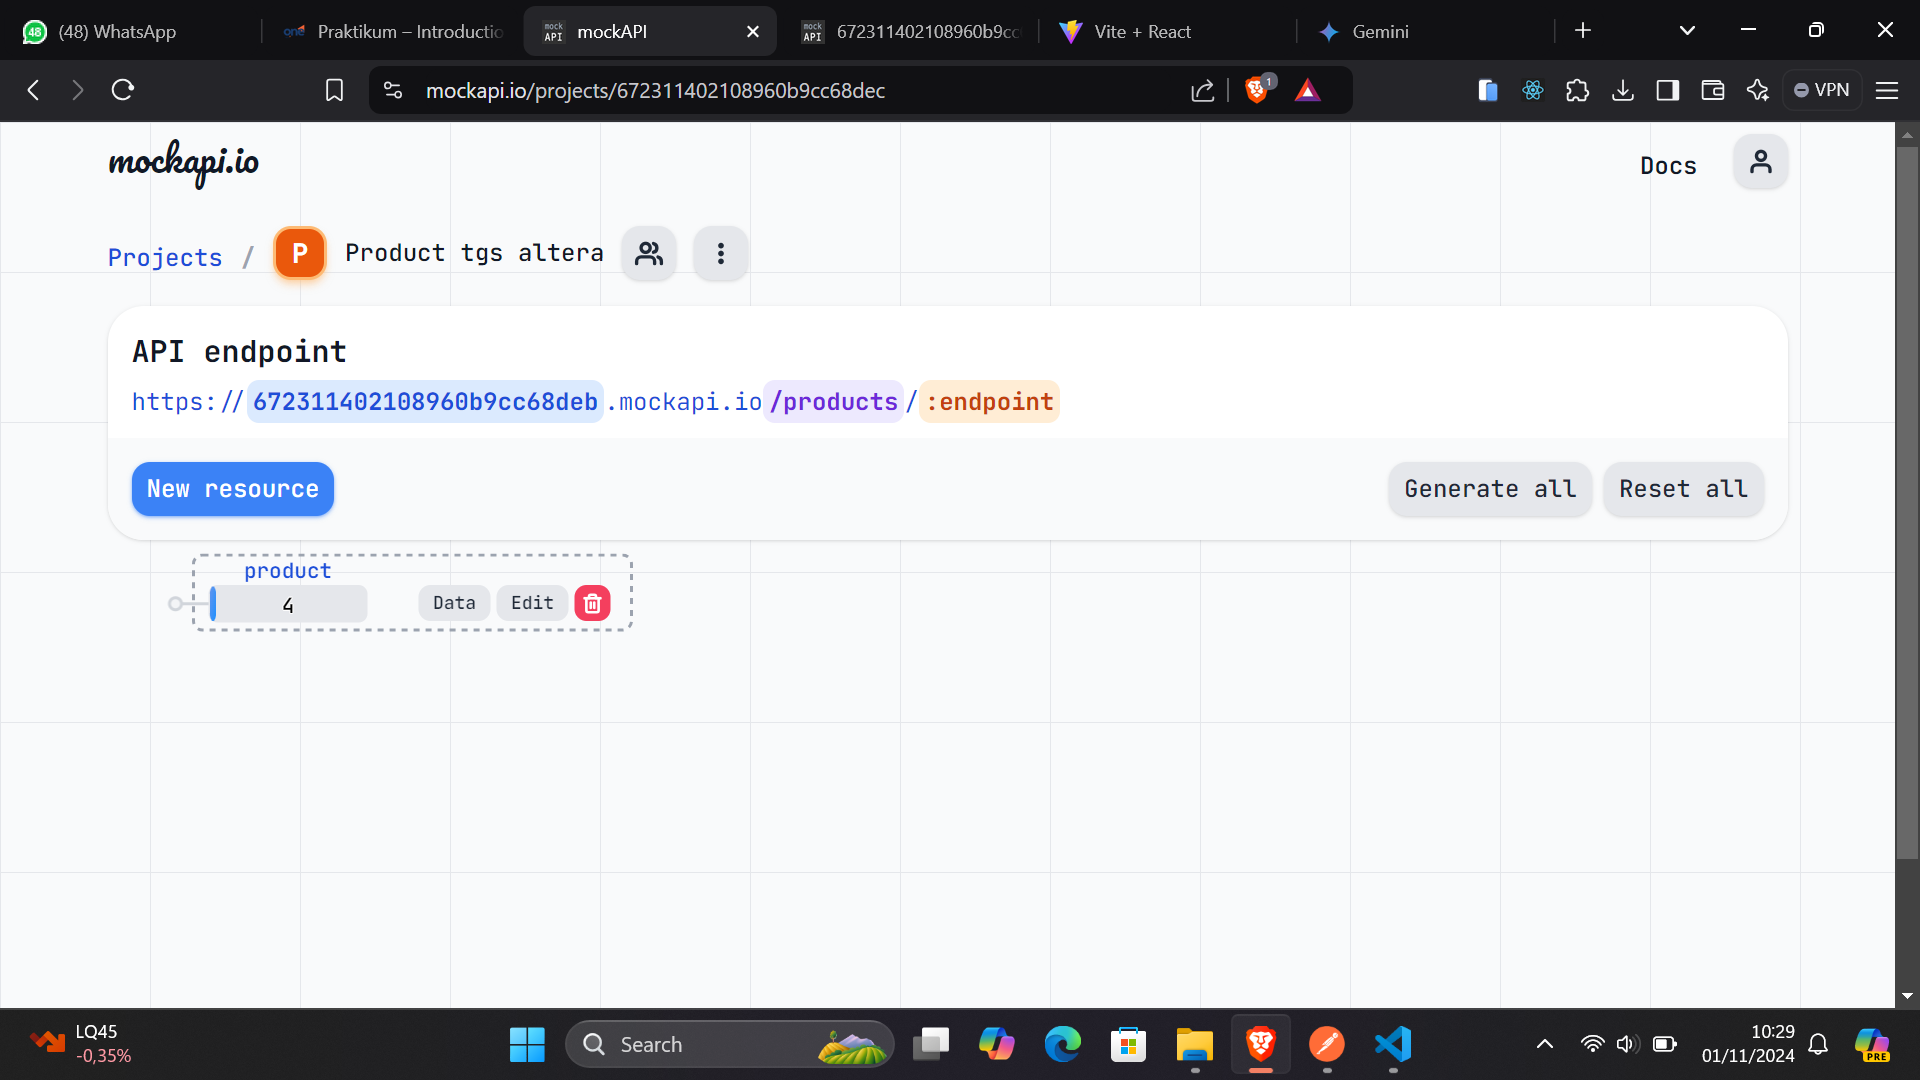 (48) WhatsApp
Praktikum – Introductio
mockAPI
672311402108960b9cc
Vite + React
Gemini
mockapi.io/projects/672311402108960b9cc68dec
1
VPN
mockapi.io
Docs
Projects / P Product tgs altera
API endpoint
https://672311402108960b9cc68deb.mockapi.io/products/:endpoint
New resource
Generate all
Reset all
product
4
Data
Edit
LQ45
-0,35%
Search
10:29
01/11/2024
PRE